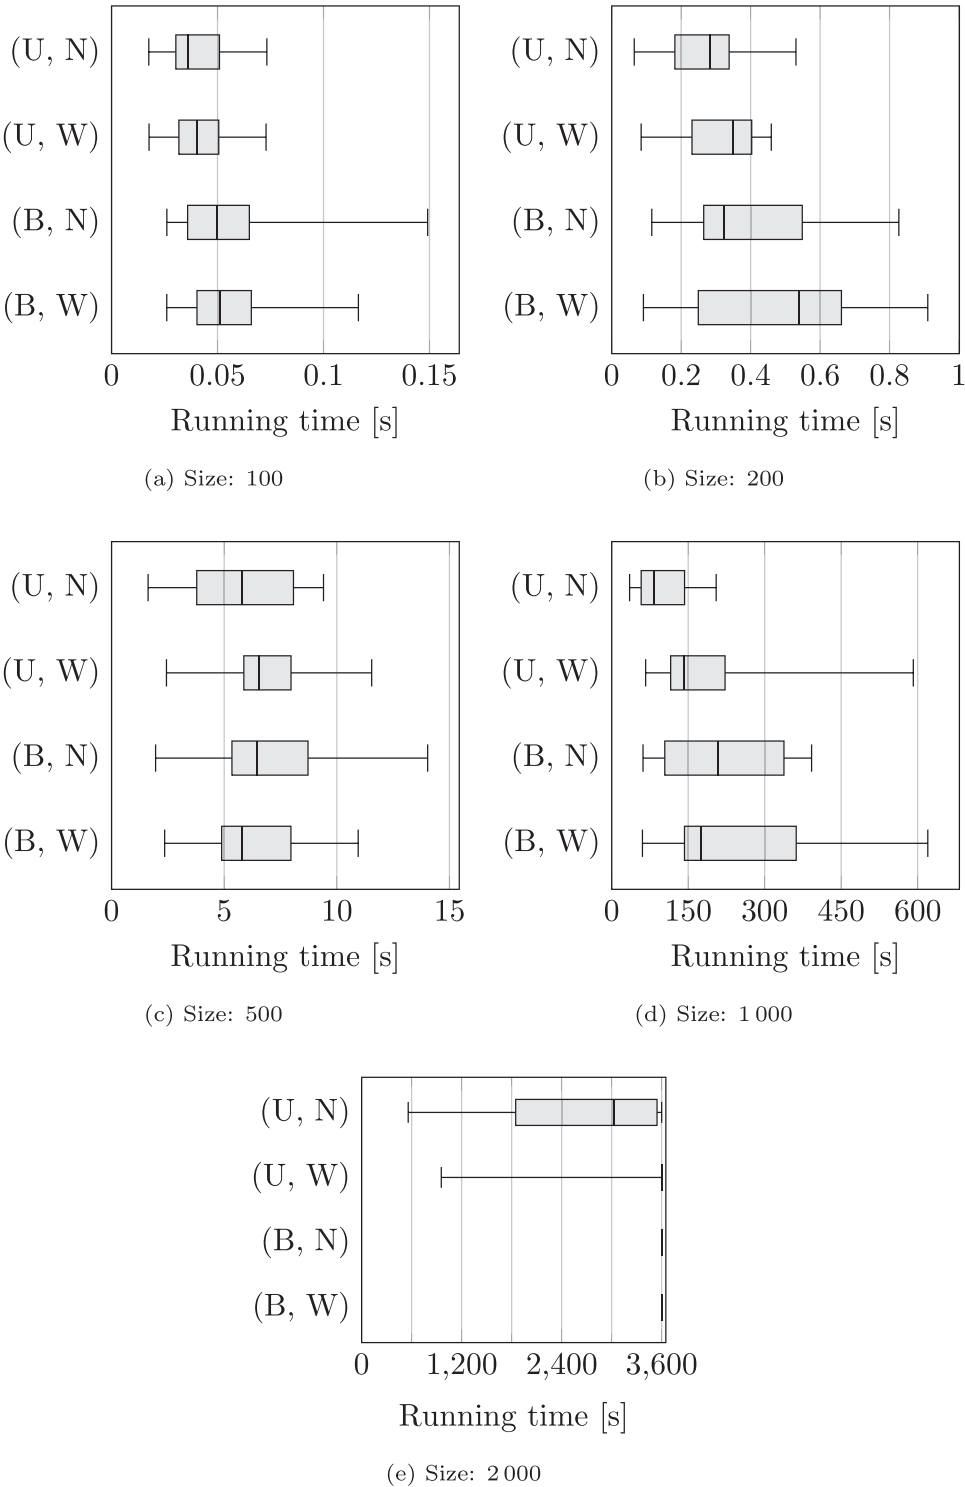 (U, N)
(U, W)
(B, N)
(B, W)
0 0.05 0.1 0.15
Running time [s]
(a) Size: 100
(U, N)
(U, W)
(B, N)
(B, W)
0 0.2 0.4 0.6 0.8 1
Running time [s]
(b) Size: 200
(U, N)
(U, W)
(B, N)
(B, W)
0 5 10 15
Running time [s]
(c) Size: 500
(U, N)
(U, W)
(B, N)
(B, W)
0 150 300 450 600
Running time [s]
(d) Size: 1 000
(U, N)
(U, W)
(B, N)
(B, W)
0 1,200 2,400 3,600
Running time [s]
(e) Size: 2 000